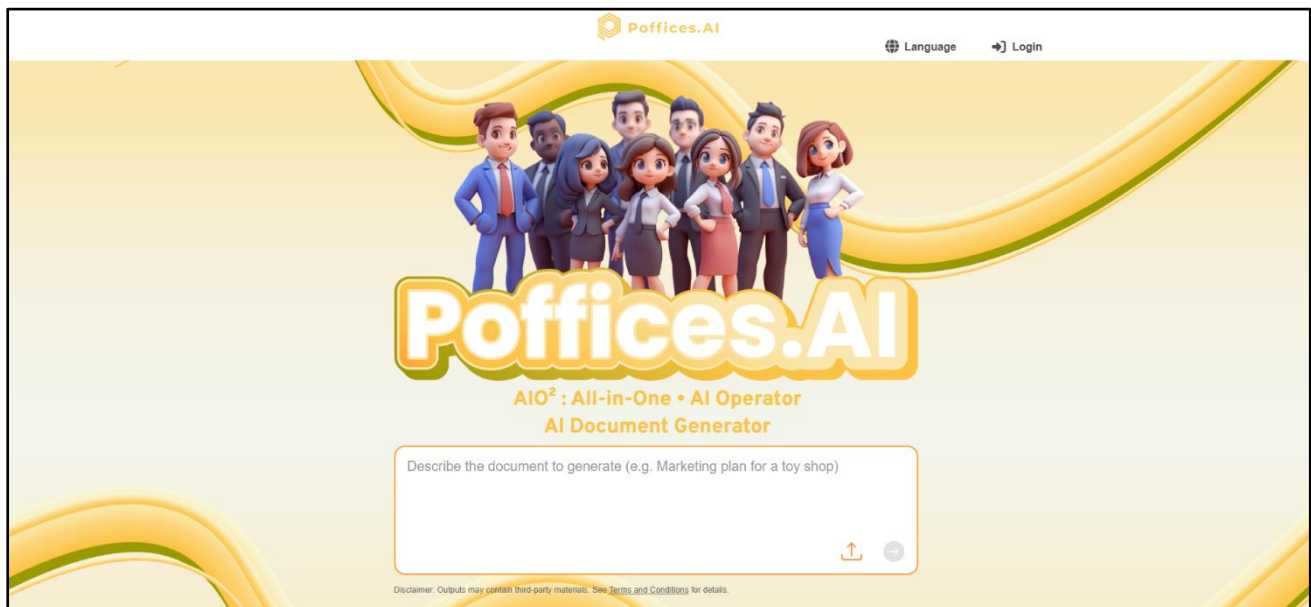 Poffices.AI
Language
Login
Poffices.AI
AIO² : All-in-One • AI Operator
AI Document Generator
Describe the document to generate (e.g. Marketing plan for a toy shop)
Disclaimer: Outputs may contain third-party materials. See Terms and Conditions for details.